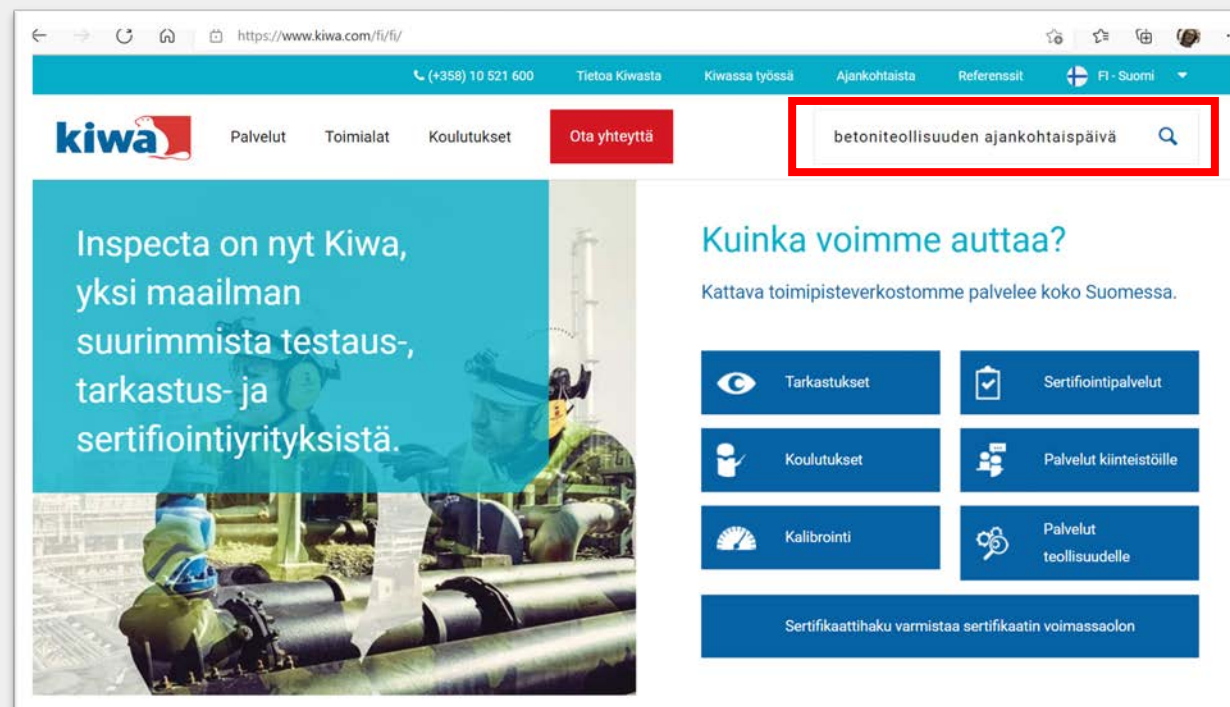 https://www.kiwa.com/fi/fi/
(+358) 10 521 600 Tietoa Kiwasta Kiwassa työssä Ajankohtaista Referenssit FI - Suomi
kiwa Palvelut Toimialat Koulutukset Ota yhteyttä betoniteollisuuden ajankohtaispäivä
Inspecta on nyt Kiwa,
yksi maailman
suurimmista testaus-,
tarkastus- ja
sertifiointiyrityksistä.
Kuinka voimme auttaa?
Kattava toimipisteverkostomme palvelee koko Suomessa.
Tarkastukset Sertifiointipalvelut
Koulutukset Palvelut kiinteistöille
Kalibrointi Palvelut
teollisuudelle
Sertifikaattihaku varmistaa sertifikaatin voimassaolon